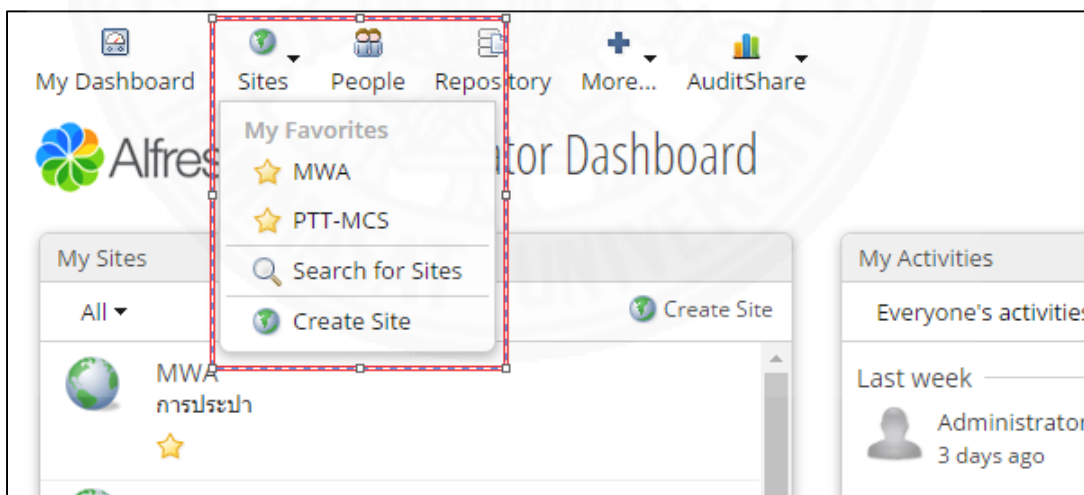 My Dashboard Sites People Repository More... AuditShare
Alfres ator Dashboard
My Favorites
MWA
PTT-MCS
Search for Sites
Create Site
My Sites
All
Create Site
MWA
การประปา
My Activities
Everyone's activities
Last week
Administrator
3 days ago